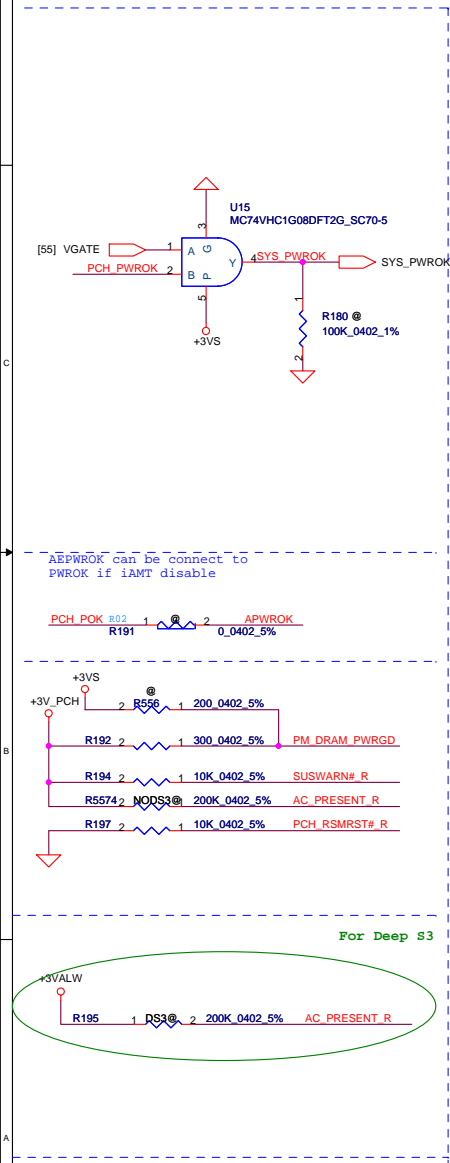 U15
MC74VHC1G08DFT2G_SC70-5
3
[55] VGATE
1
A
G
PCH_PWROK
2
B
P
Y
4
SYS_PWROK
SYS_PWROK
5
+3VS
1
R180 @
100K_0402_1%
2
C
AEPWROK can be connect to
PWROK if iAMT disable
PCH_POK R02 1 @ 2 APWROK
R191 0_0402_5%
+3VS
+3V_PCH
@
R556 2 1 200_0402_5%
R192 2 1 300_0402_5% PM_DRAM_PWRGD
B
R194 2 1 10K_0402_5% SUSWARN#_R
R5574 2 NODS3@ 1 200K_0402_5% AC_PRESENT_R
R197 2 1 10K_0402_5% PCH_RSMRST#_R
For Deep S3
+3VALW
R195 1 DS3@ 2 200K_0402_5% AC_PRESENT_R
A